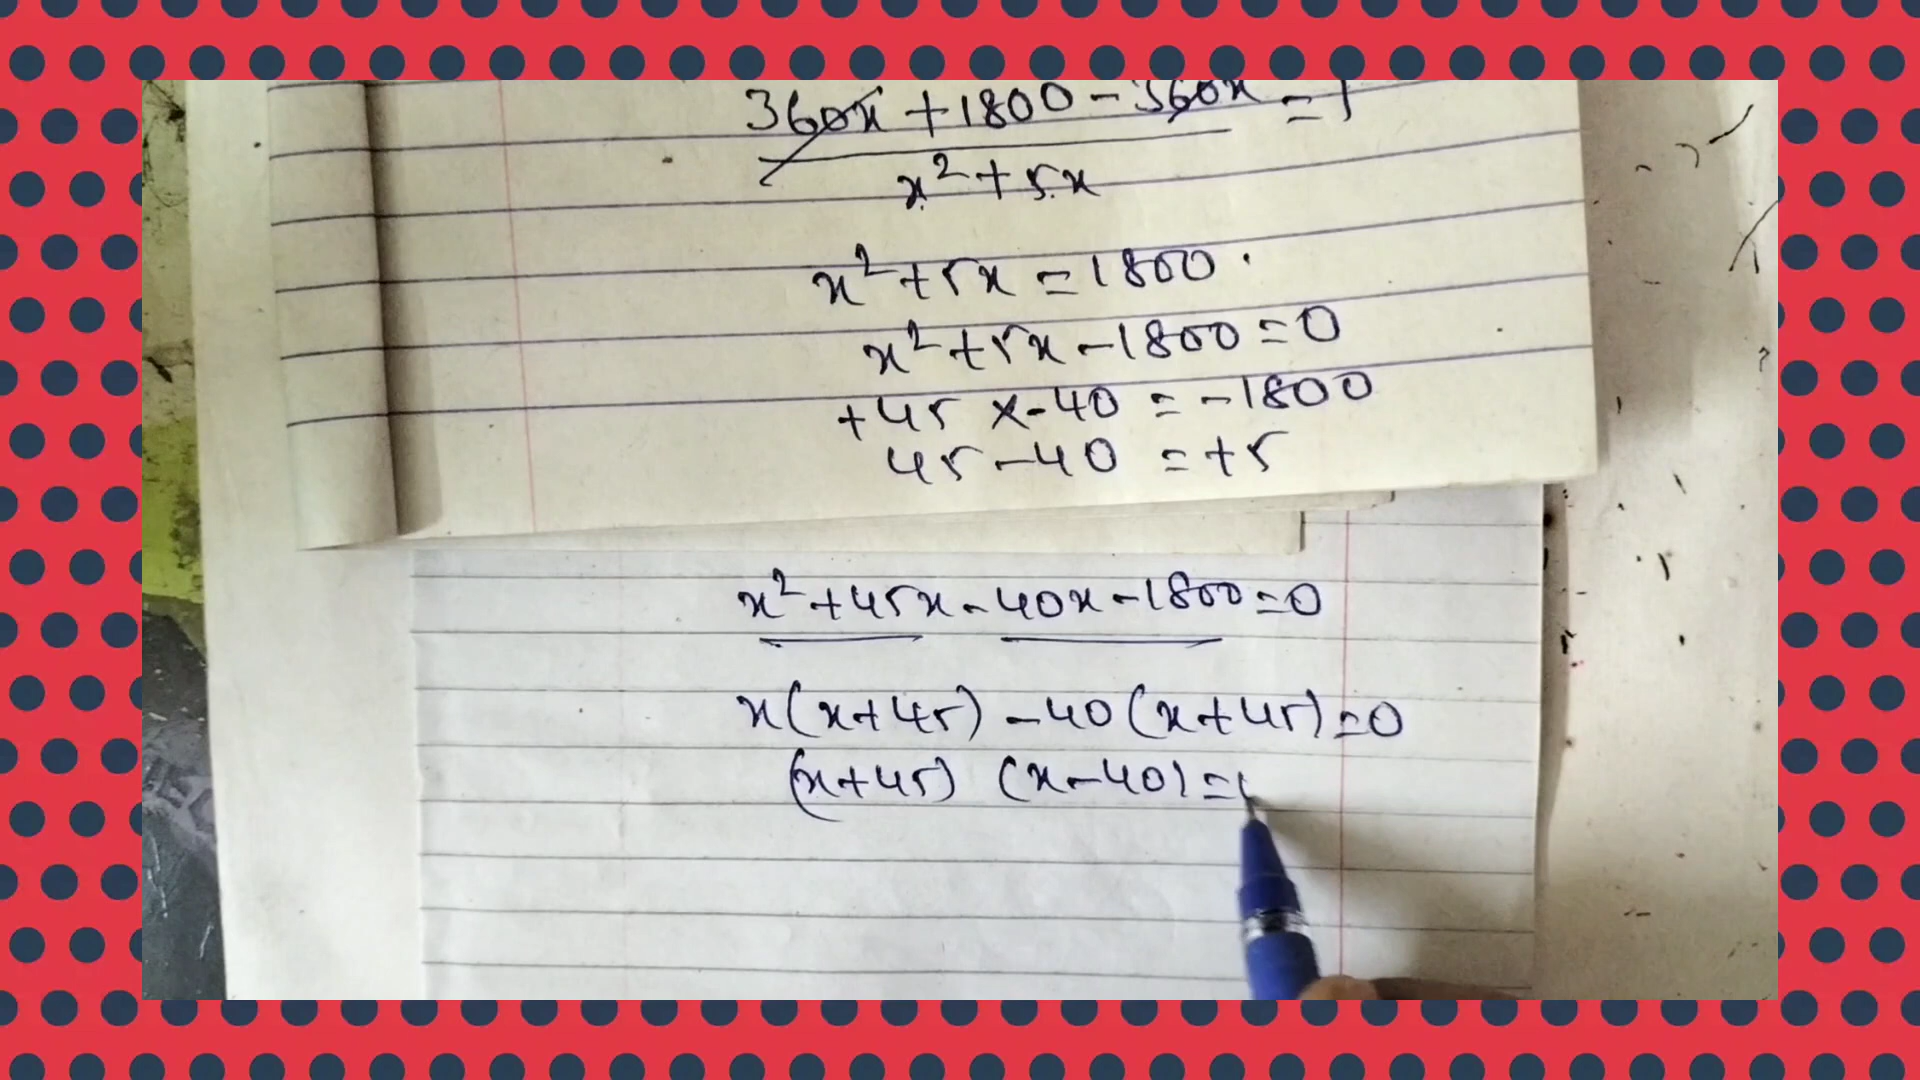 360x + 1800 - 360x = 1
x² + 5x
x² + 5x = 1800
x² + 5x - 1800 = 0
+45 x -40 = -1800
45 - 40 = +5
x² + 45x - 40x - 1800 = 0
x(x+45) - 40(x+45) = 0
(x+45) (x-40) =